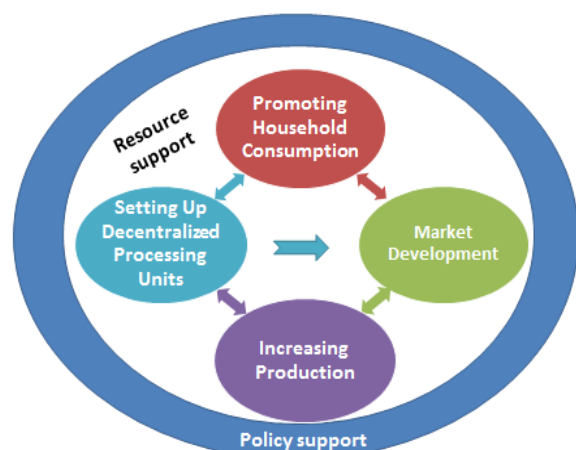 Promoting
Household
Consumption
Resource
support
Setting Up
Decentralized
Processing
Units
Market
Development
Increasing
Production
Policy support